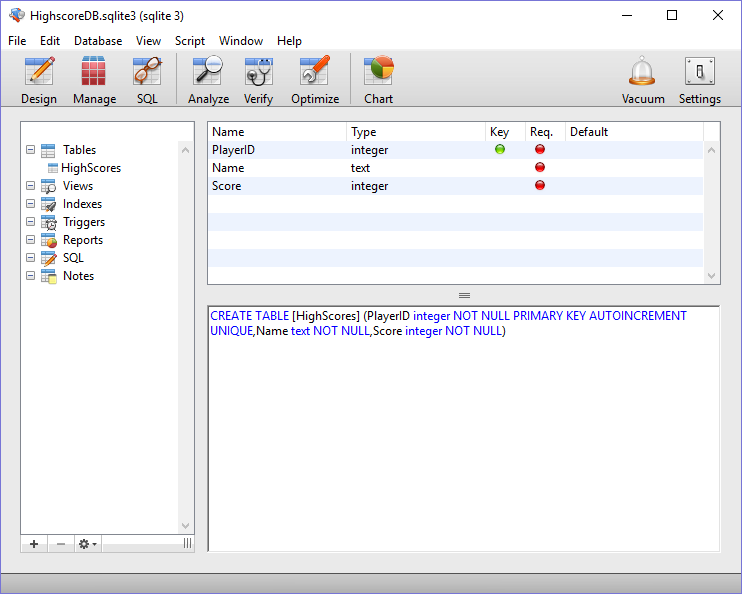 HighscoreDB.sqlite3 (sqlite 3)
File Edit Database View Script Window Help
Design Manage SQL Analyze Verify Optimize Chart Vacuum Settings
Tables
HighScores
Views
Indexes
Triggers
Reports
SQL
Notes
Name Type Key Req. Default
PlayerID integer
Name text
Score integer
CREATE TABLE [HighScores] (PlayerID integer NOT NULL PRIMARY KEY AUTOINCREMENT
UNIQUE,Name text NOT NULL,Score integer NOT NULL)